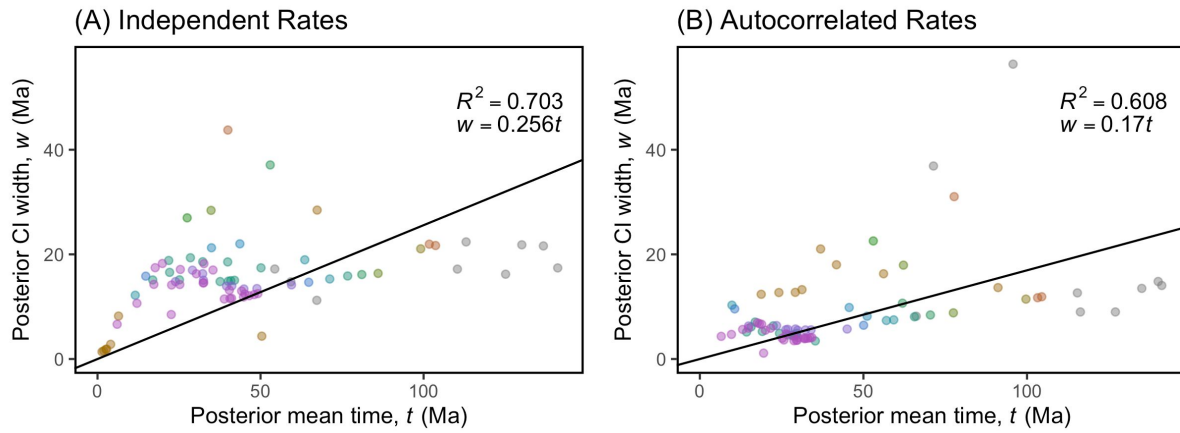 (A) Independent Rates
Posterior CI width, w (Ma)
40
20
0
R² = 0.703
w = 0.256t
0 50 100
Posterior mean time, t (Ma)
(B) Autocorrelated Rates
Posterior CI width, w (Ma)
40
20
0
R² = 0.608
w = 0.17t
0 50 100
Posterior mean time, t (Ma)